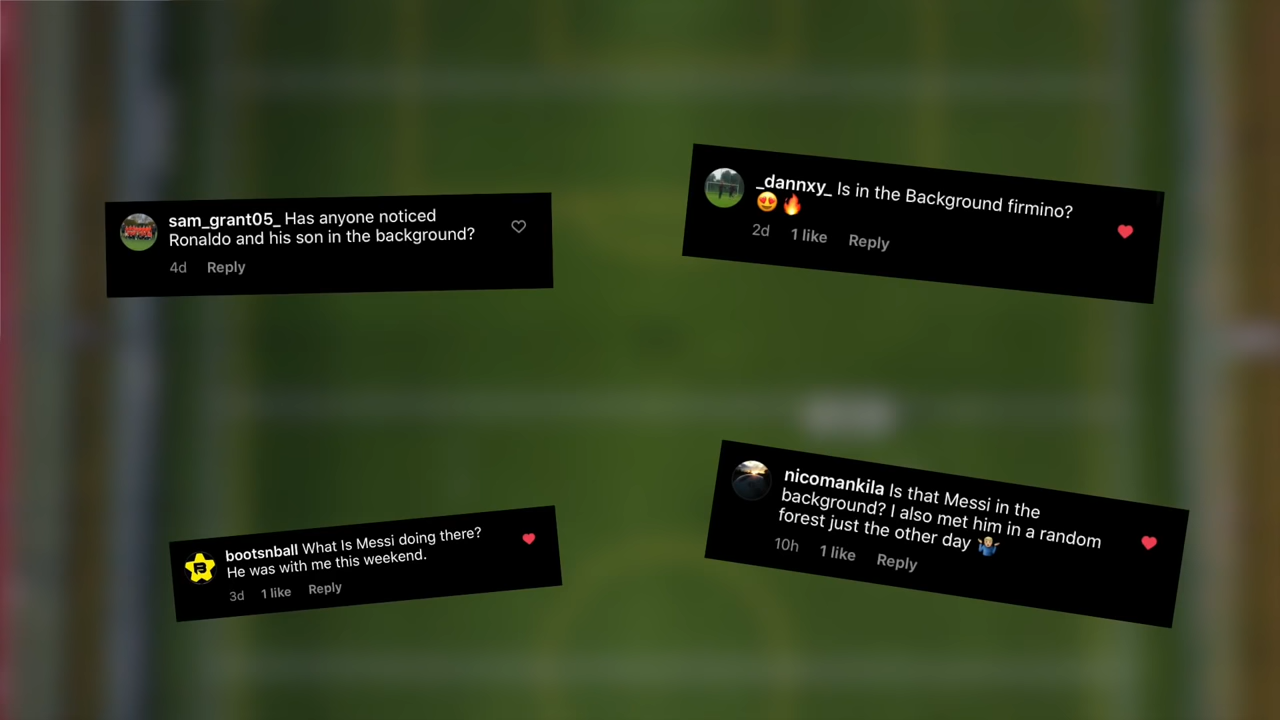 sam_grant05_ Has anyone noticed
Ronaldo and his son in the background?
4d Reply
_dannxy_ Is in the Background firmino?
😍🔥
2d 1 like Reply
bootsnball What Is Messi doing there?
He was with me this weekend.
3d 1 like Reply
nicomankila Is that Messi in the
background? I also met him in a random
forest just the other day 🤷🏼‍♂️
10h 1 like Reply